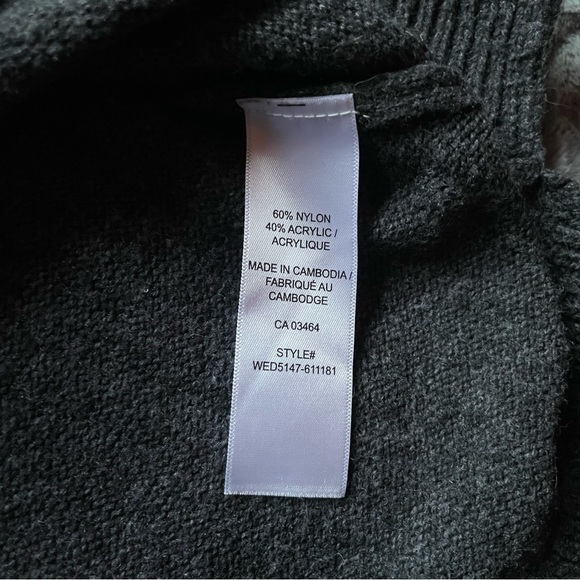 60% NYLON
40% ACRYLIC /
ACRYLIQUE
MADE IN CAMBODIA /
FABRIQUÉ AU
CAMBODGE
CA 03464
STYLE#
WED5147-611181